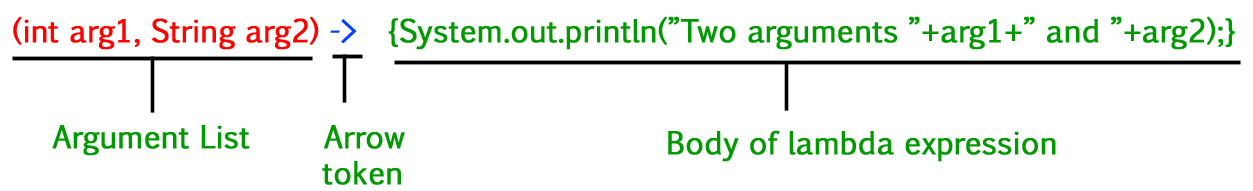 (int arg1, String arg2) -> {System.out.println(”Two arguments ”+arg1+” and ”+arg2);}
Argument List
Arrow
token
Body of lambda expression